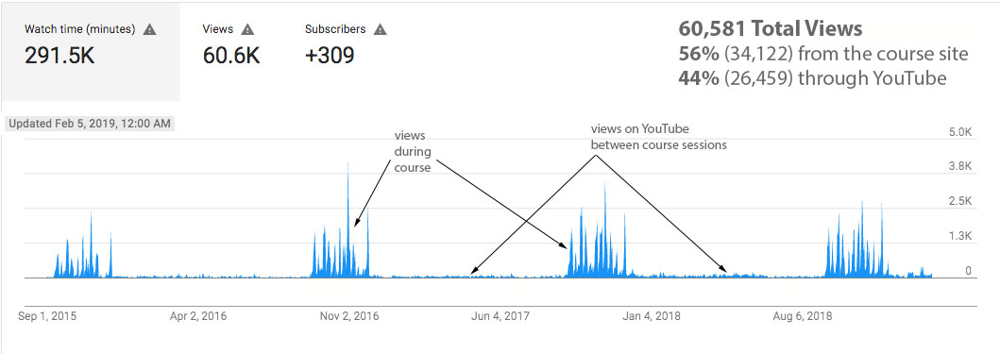 Watch time (minutes)
291.5K
Views
60.6K
Subscribers
+309
60,581 Total Views
56% (34,122) from the course site
44% (26,459) through YouTube
Updated Feb 5, 2019, 12:00 AM
views
during
course
views on YouTube
between course sessions
5.0K
3.8K
2.5K
1.3K
0
Sep 1, 2015
Apr 2, 2016
Nov 2, 2016
Jun 4, 2017
Jan 4, 2018
Aug 6, 2018